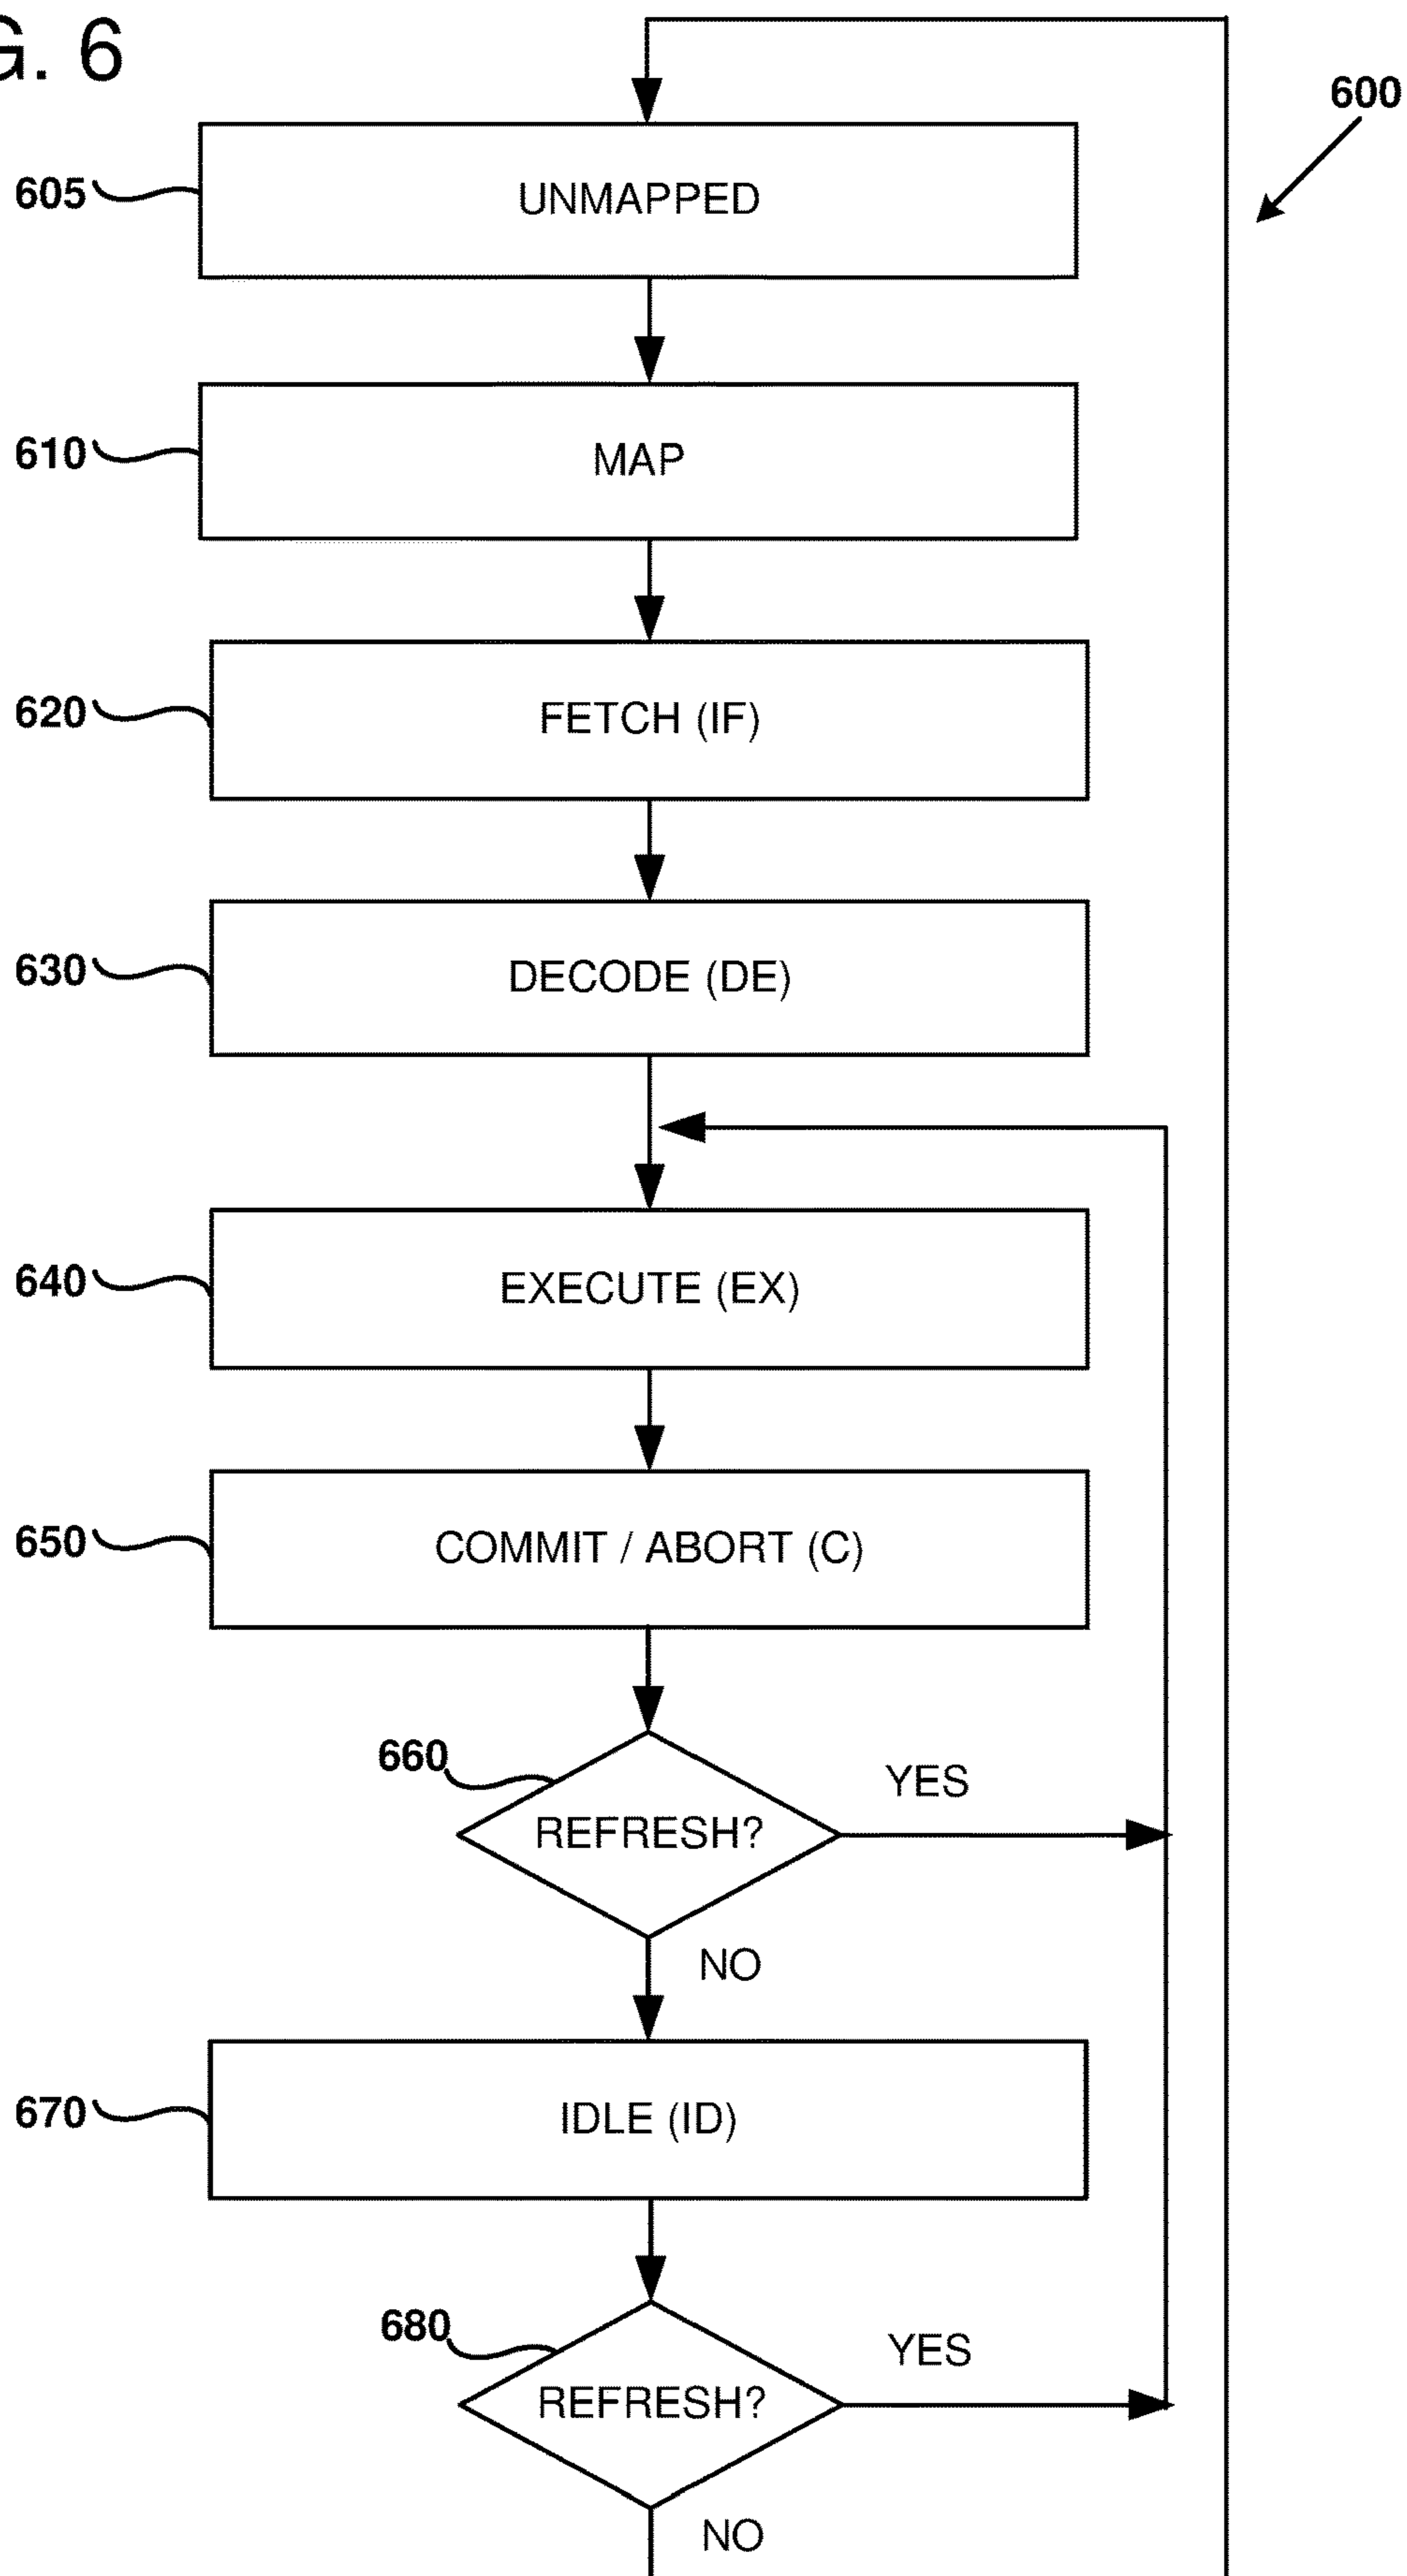 G. 6
600
605
UNMAPPED
610
MAP
620
FETCH (IF)
630
DECODE (DE)
640
EXECUTE (EX)
650
COMMIT / ABORT (C)
660
REFRESH?
YES
NO
670
IDLE (ID)
680
REFRESH?
YES
NO